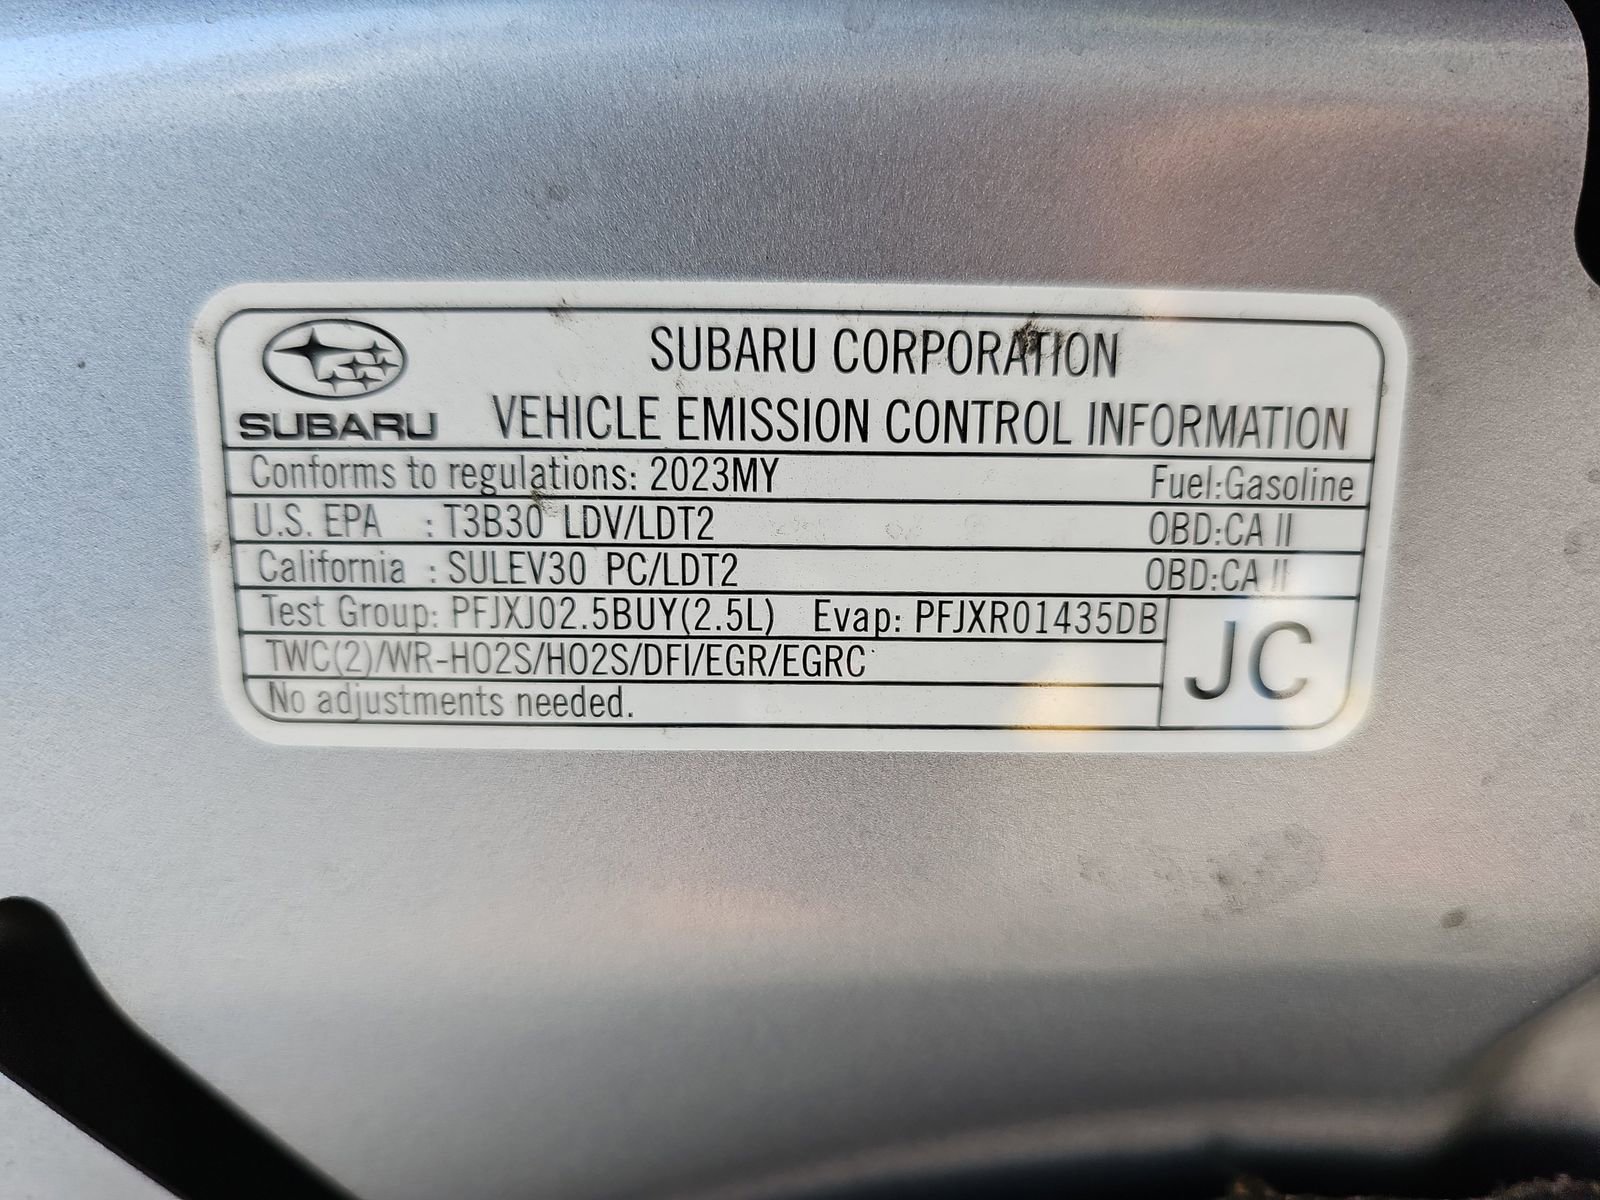 SUBARU CORPORATION
SUBARU VEHICLE EMISSION CONTROL INFORMATION
Conforms to regulations: 2023MY Fuel:Gasoline
U.S. EPA : T3B30 LDV/LDT2 OBD:CA II
California : SULEV30 PC/LDT2 OBD:CA II
Test Group: PFJXJ02.5BUY(2.5L) Evap: PFJXR01435DB
JC
TWC(2)/WR-HO2S/HO2S/DFI/EGR/EGRC
No adjustments needed.